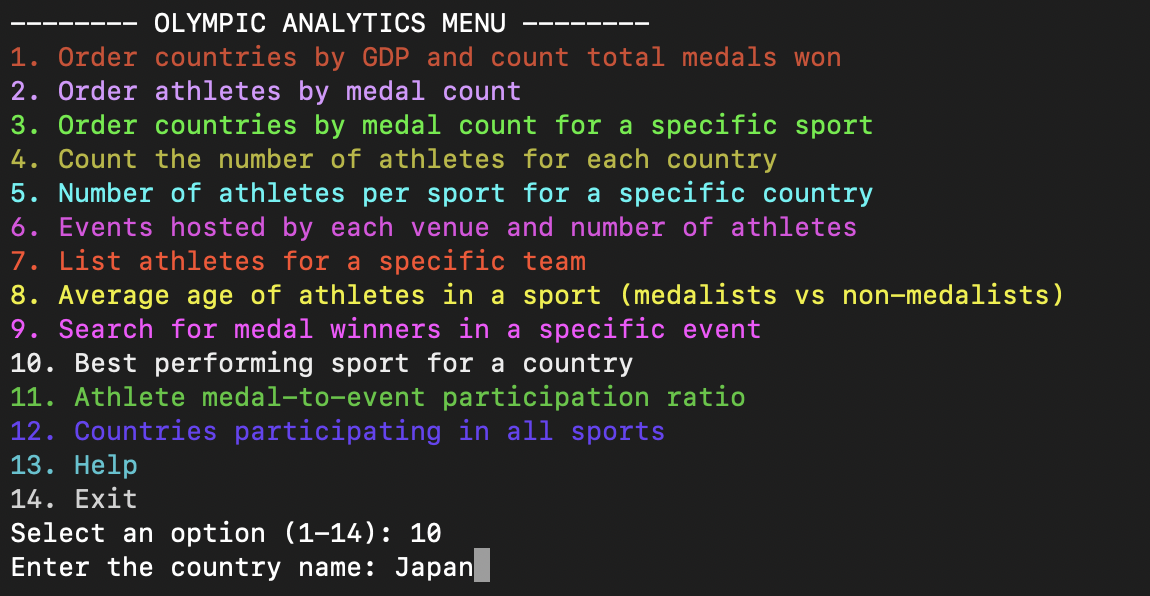 -------- OLYMPIC ANALYTICS MENU --------
1. Order countries by GDP and count total medals won
2. Order athletes by medal count
3. Order countries by medal count for a specific sport
4. Count the number of athletes for each country
5. Number of athletes per sport for a specific country
6. Events hosted by each venue and number of athletes
7. List athletes for a specific team
8. Average age of athletes in a sport (medalists vs non-medalists)
9. Search for medal winners in a specific event
10. Best performing sport for a country
11. Athlete medal-to-event participation ratio
12. Countries participating in all sports
13. Help
14. Exit
Select an option (1-14): 10
Enter the country name: Japan